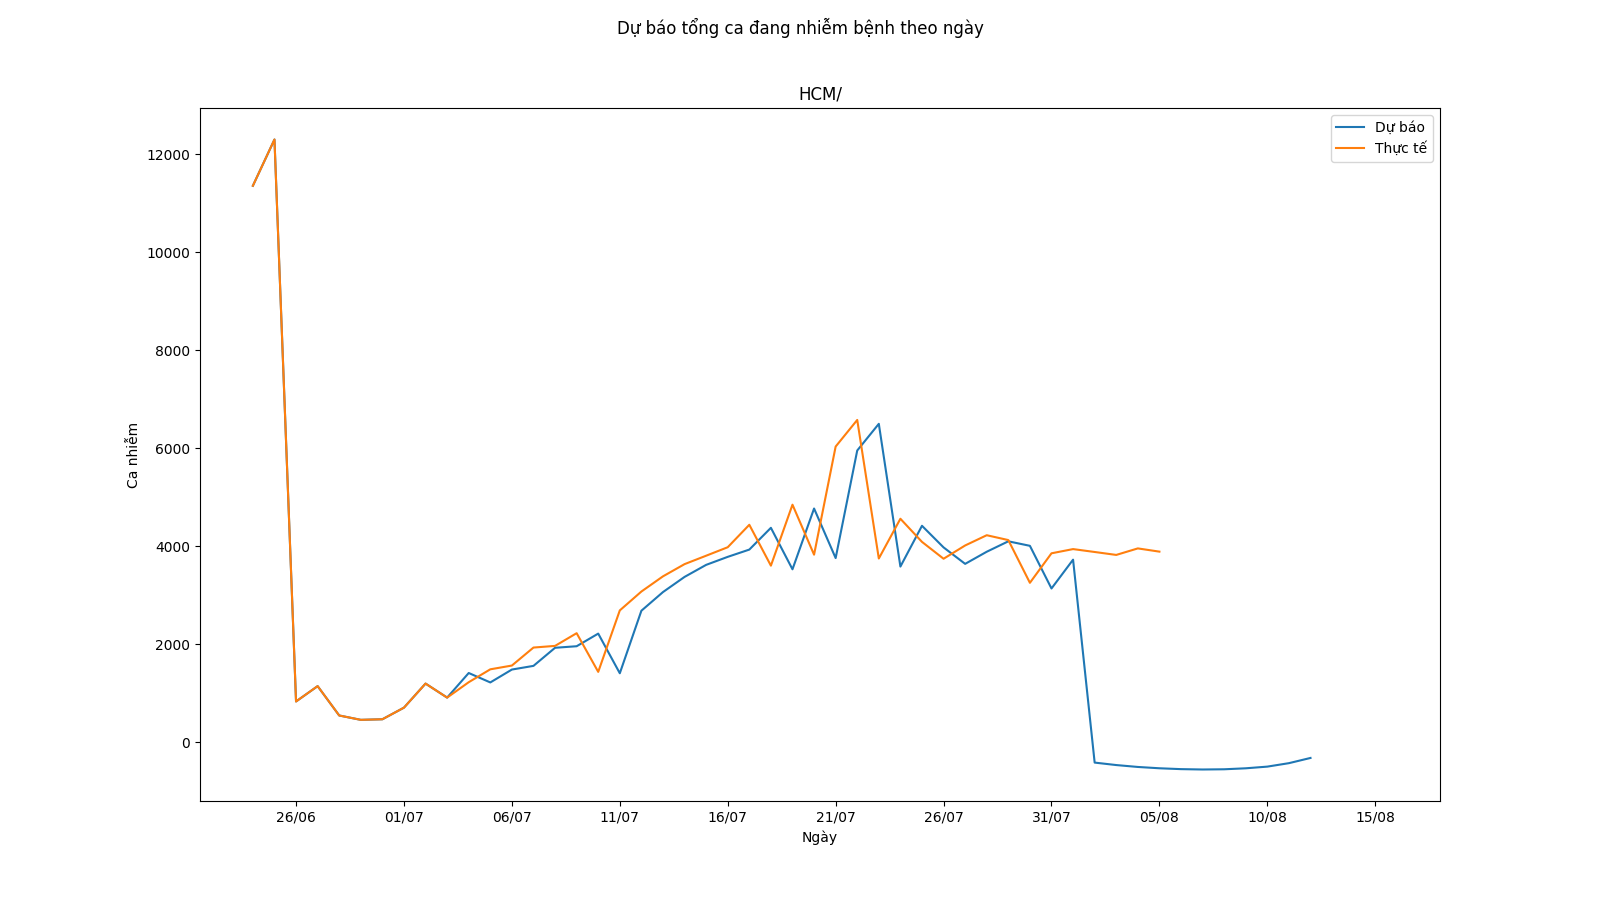 Dự báo tổng ca đang nhiễm bệnh theo ngày
HCM/
Dự báo
Thực tế
12000
10000
8000
6000
4000
2000
0
Ca nhiễm
26/06 01/07 06/07 11/07 16/07 21/07 26/07 31/07 05/08 10/08 15/08
Ngày